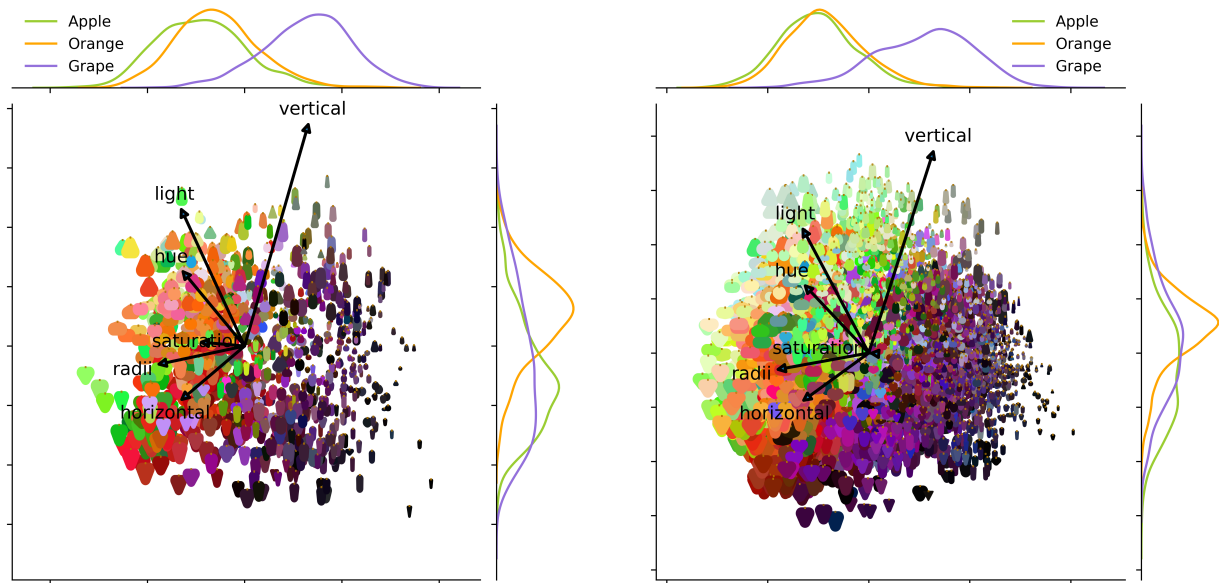 Apple
Orange
Grape
vertical
light
hue
saturation
radii
horizontal
Apple
Orange
Grape
vertical
light
hue
saturation
radii
horizontal